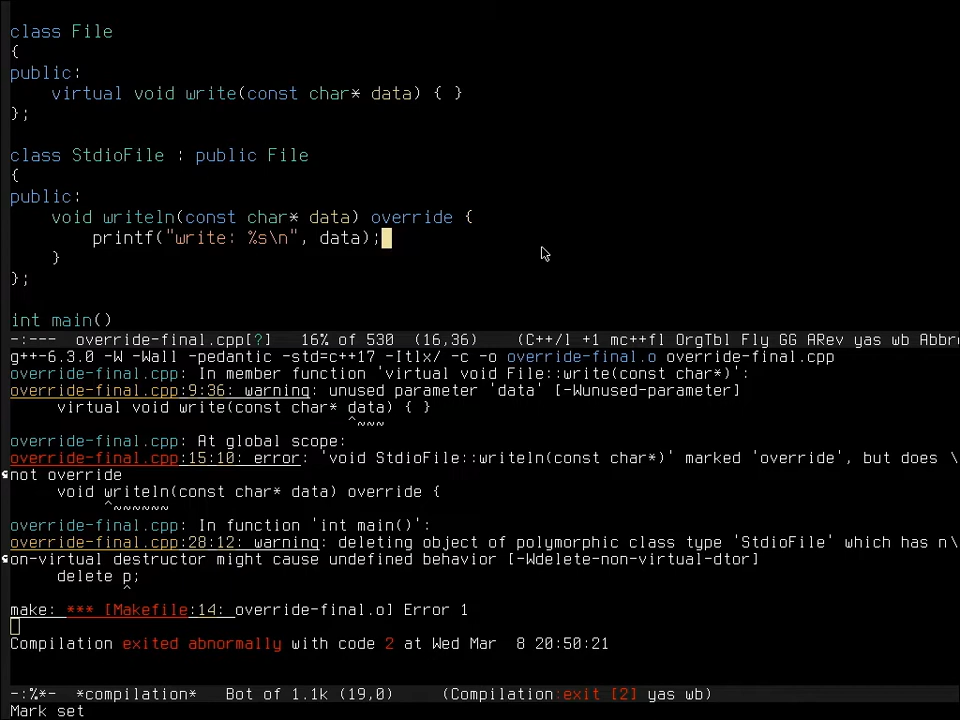 class File
{
public:
    virtual void write(const char* data) { }
};
class StdioFile : public File
{
public:
    void writeln(const char* data) override {
        printf("write: %s\n", data);
    }
};
int main()
-:---  override-final.cpp[?]   16% of 530  (16,36)    (C++/l +1 mc++fl OrgTbl Fly GG ARev yas wb Abbr
g++-6.3.0 -W -Wall -pedantic -std=c++17 -Itlx/ -c -o override-final.o override-final.cpp
override-final.cpp: In member function 'virtual void File::write(const char*)':
override-final.cpp:9:36: warning: unused parameter 'data' [-Wunused-parameter]
     virtual void write(const char* data) { }
                                    ^~~~
override-final.cpp: At global scope:
override-final.cpp:15:10: error: 'void StdioFile::writeln(const char*)' marked 'override', but does \
not override
     void writeln(const char* data) override {
          ^~~~~~~
override-final.cpp: In function 'int main()':
override-final.cpp:28:12: warning: deleting object of polymorphic class type 'StdioFile' which has n\
on-virtual destructor might cause undefined behavior [-Wdelete-non-virtual-dtor]
     delete p;
            ^
make: *** [Makefile:14: override-final.o] Error 1
Compilation exited abnormally with code 2 at Wed Mar  8 20:50:21
-:%*-  *compilation*   Bot of 1.1k (19,0)     (Compilation:exit [2] yas wb)
Mark set